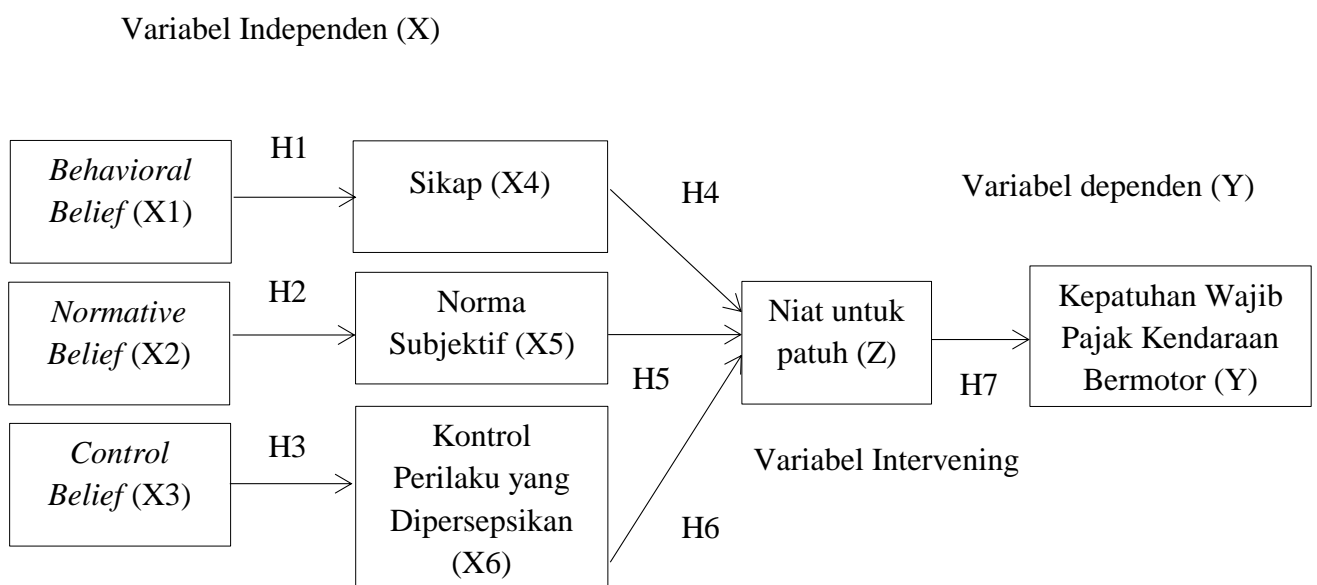 Variabel Independen (X)
Behavioral
Belief (X1)
H1
Sikap (X4)
H4
Variabel dependen (Y)
Normative
Belief (X2)
H2
Norma
Subjektif (X5)
H5
Niat untuk
patuh (Z)
H7
Kepatuhan Wajib
Pajak Kendaraan
Bermotor (Y)
Control
Belief (X3)
H3
Kontrol
Perilaku yang
Dipersepsikan
(X6)
H6
Variabel Intervening